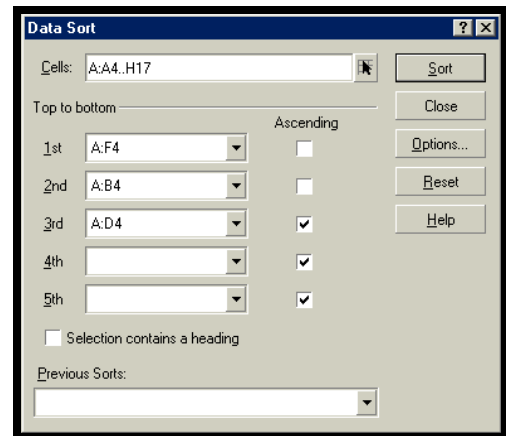 Data Sort
Cells: A:A4..H17 Sort
Top to bottom Close
Ascending
1st A:F4 Options...
2nd A:B4 Reset
3rd A:D4 Help
4th
5th
Selection contains a heading
Previous Sorts: